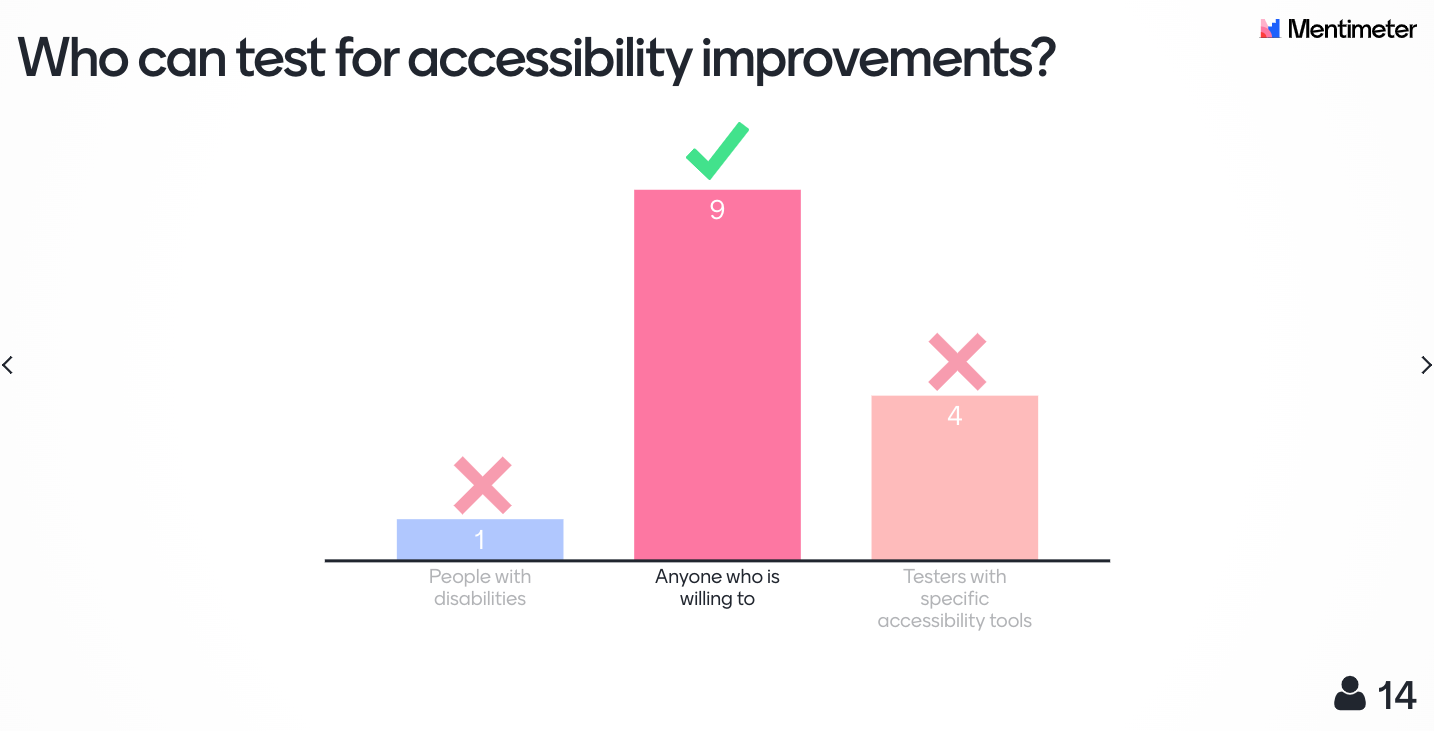 Who can test for accessibility improvements?
Mentimeter
9
4
1
People with
disabilities
Anyone who is
willing to
Testers with
specific
accessibility tools
14